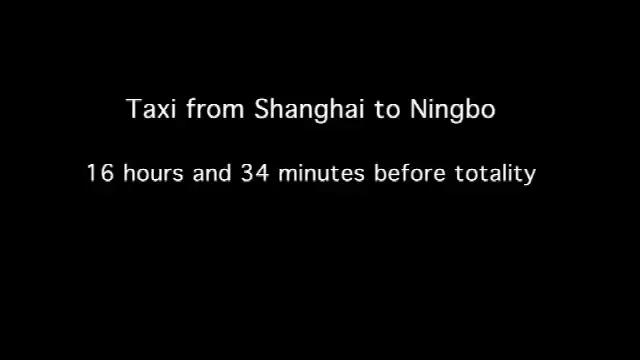 Taxi from Shanghai to Ningbo
16 hours and 34 minutes before totality